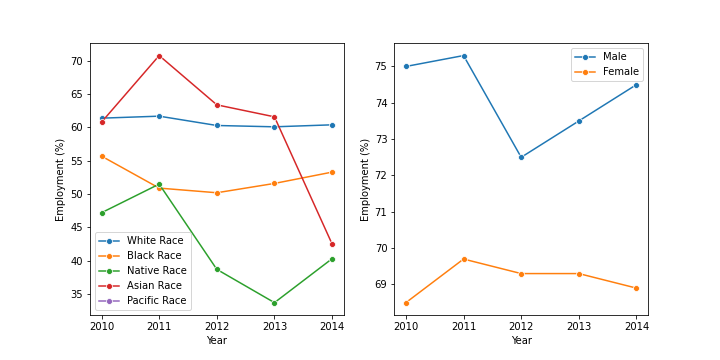 Employment (%)
70
65
60
55
50
45
40
35
White Race
Black Race
Native Race
Asian Race
Pacific Race
2010 2011 2012 2013 2014
Year
Employment (%)
75
74
73
72
71
70
69
Male
Female
2010 2011 2012 2013 2014
Year